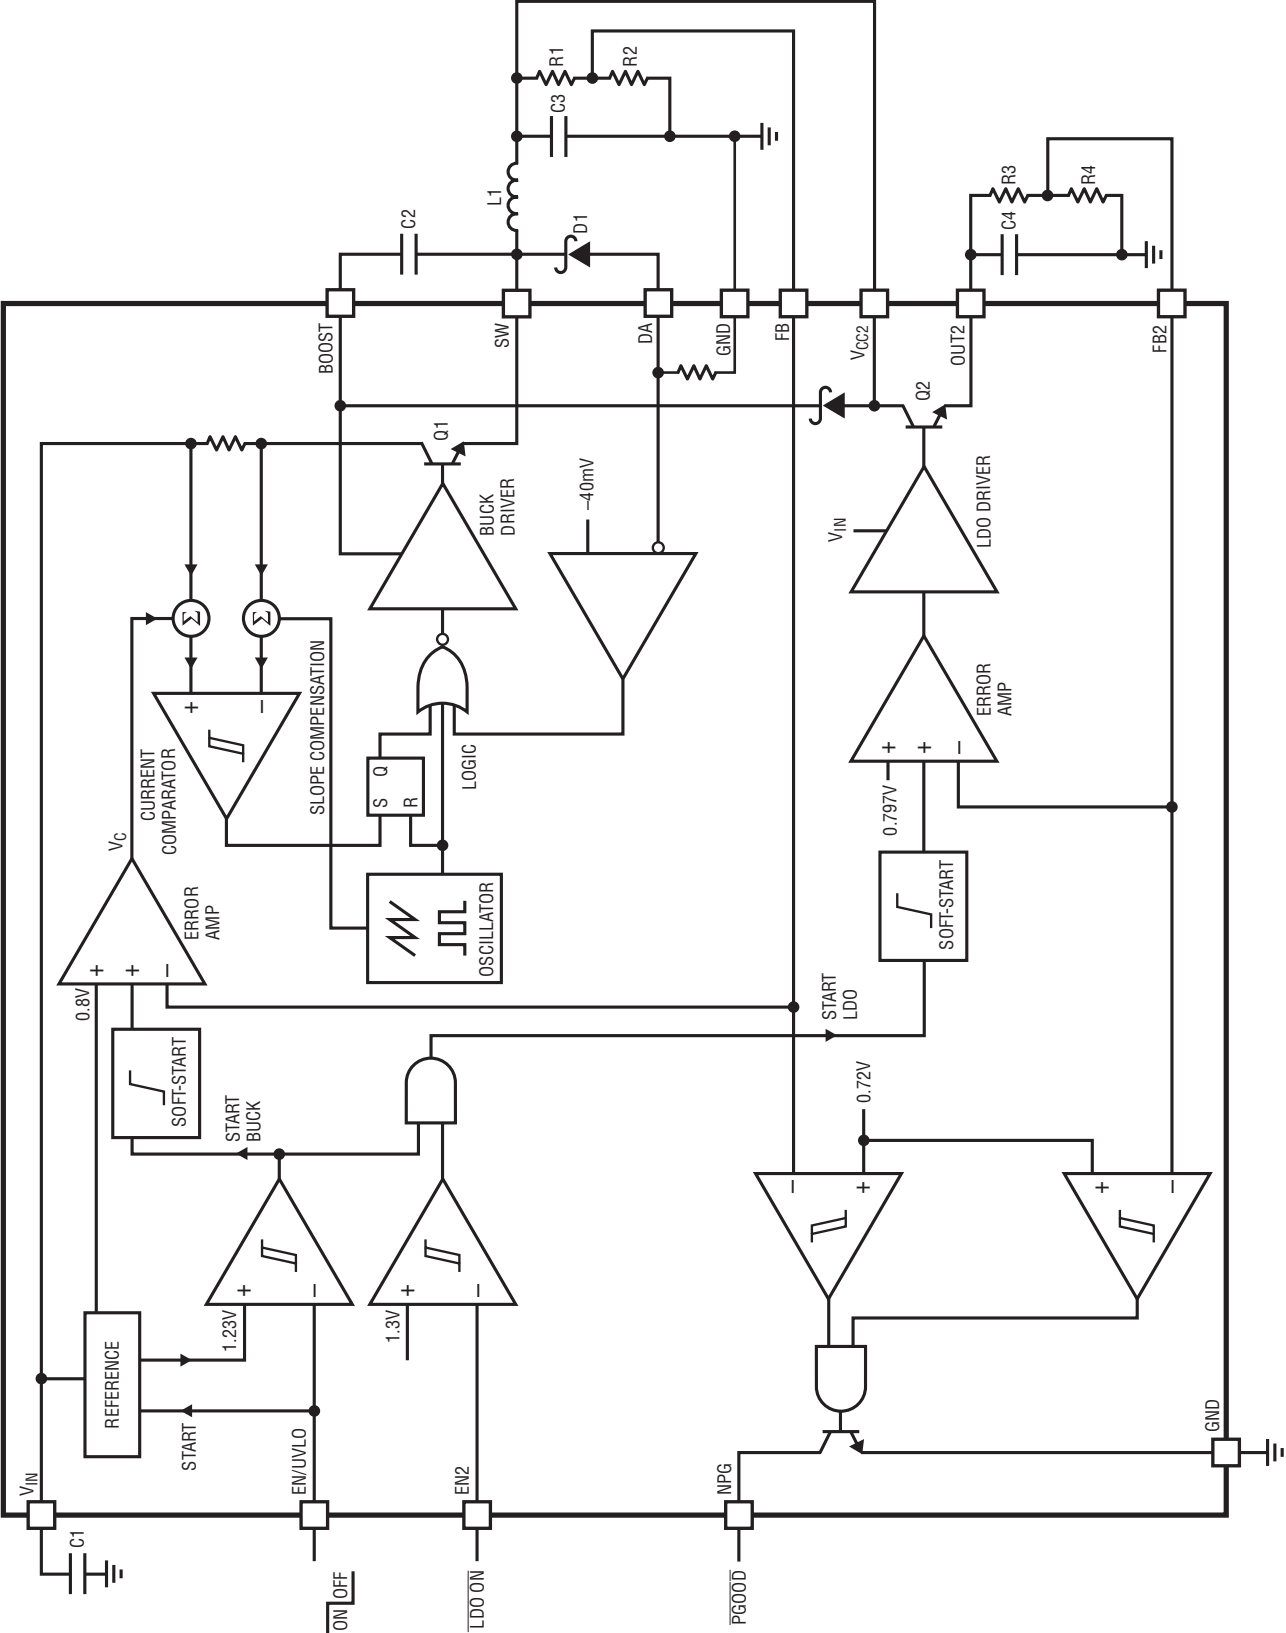 VIN
C1
C2
L1
D1
R1
R2
C3
R3
R4
C4
BOOST
SW
DA
GND
FB
VCC2
OUT2
FB2
Q1
Q2
BUCK
DRIVER
–40mV
VIN
LDO DRIVER
Σ
Σ
+
–
CURRENT
COMPARATOR
SLOPE COMPENSATION
S
Q
R
LOGIC
OSCILLATOR
VC
ERROR
AMP
+
+
–
0.8V
SOFT-START
START
BUCK
ERROR
AMP
+
+
–
0.797V
SOFT-START
START
LDO
0.72V
–
+
+
–
1.23V
+
–
1.3V
+
–
REFERENCE
START
EN/UVLO
EN2
NPG
GND
ON OFF
LDO ON
PGOOD